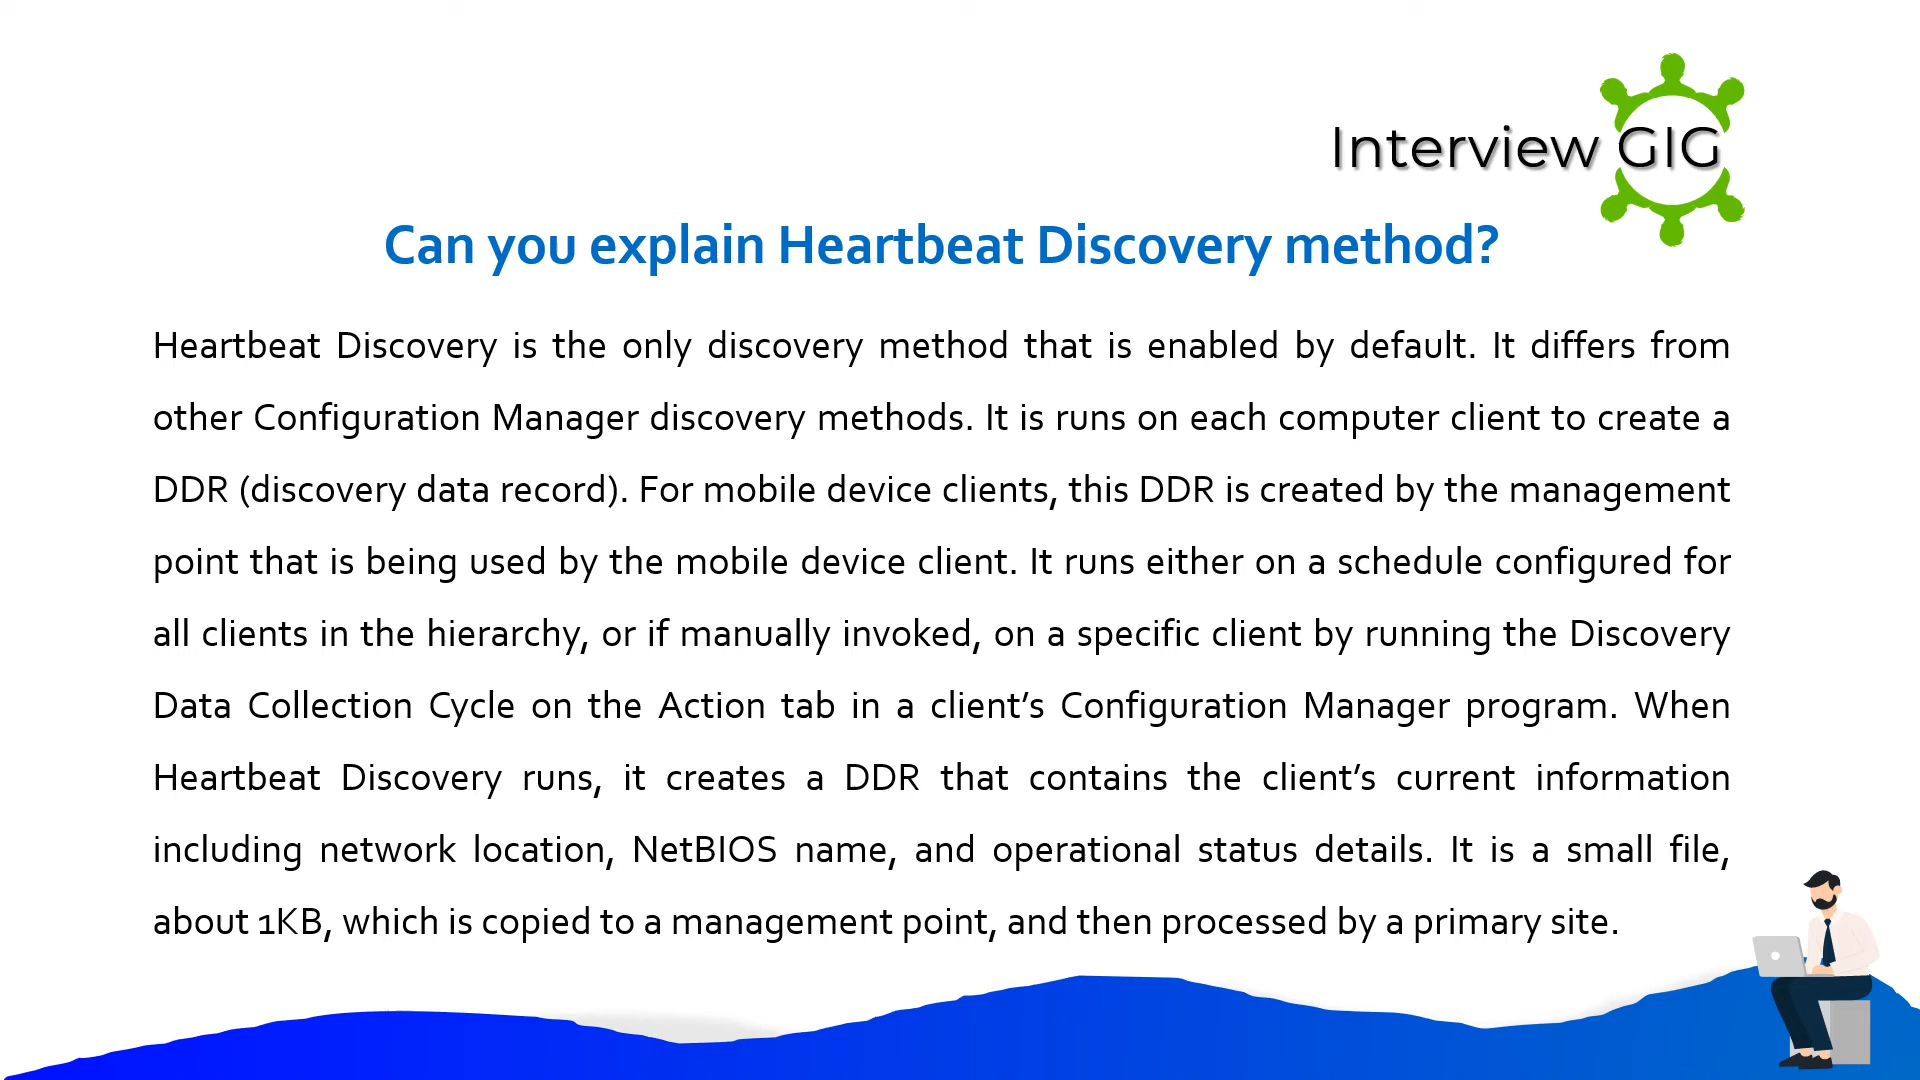 Interview GIG
Can you explain Heartbeat Discovery method?
Heartbeat Discovery is the only discovery method that is enabled by default. It differs from
other Configuration Manager discovery methods. It is runs on each computer client to create a
DDR (discovery data record). For mobile device clients, this DDR is created by the management
point that is being used by the mobile device client. It runs either on a schedule configured for
all clients in the hierarchy, or if manually invoked, on a specific client by running the Discovery
Data Collection Cycle on the Action tab in a client’s Configuration Manager program. When
Heartbeat Discovery runs, it creates a DDR that contains the client’s current information
including network location, NetBIOS name, and operational status details. It is a small file,
about 1KB, which is copied to a management point, and then processed by a primary site.